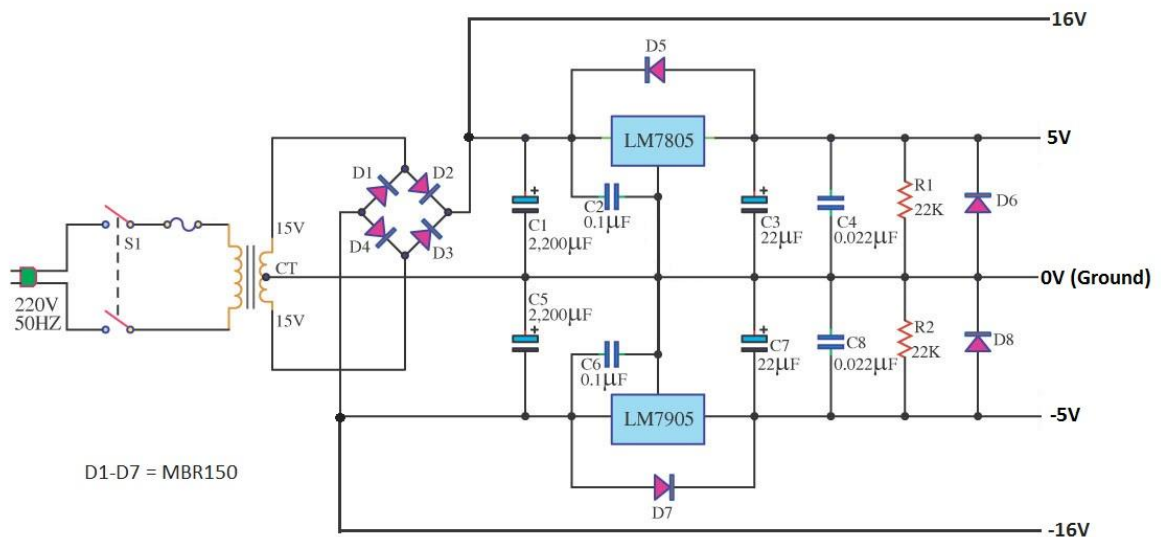 16V
D5
LM7805
5V
D1
D2
D4
D3
S1
15V
CT
15V
220V
50HZ
C1
2,200µF
C2
0.1µF
C3
22µF
C4
0.022µF
R1
22K
D6
0V (Ground)
C5
2,200µF
C6
0.1µF
C7
22µF
C8
0.022µF
R2
22K
D8
LM7905
-5V
D7
D1-D7 = MBR150
-16V
+
+
+
+